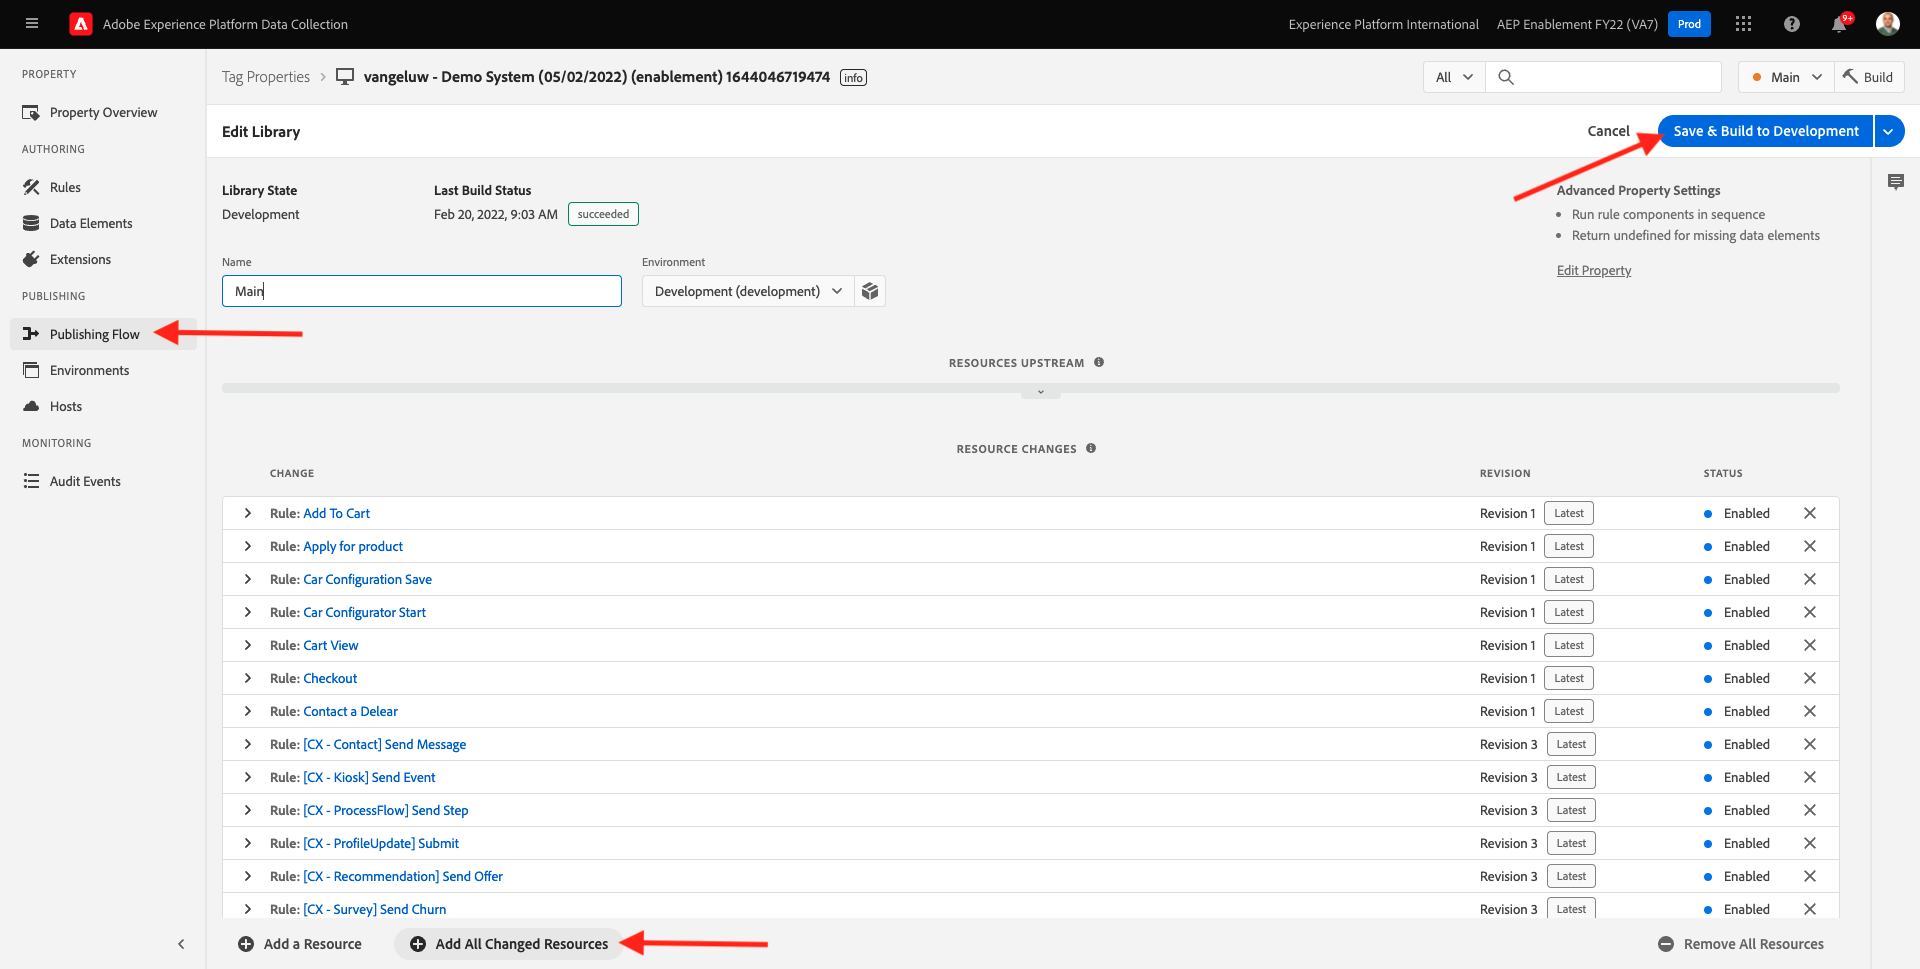 Adobe Experience Platform Data Collection
Experience Platform International
AEP Enablement FY22 (VA7)
Prod
9+
PROPERTY
Property Overview
AUTHORING
Rules
Data Elements
Extensions
PUBLISHING
Publishing Flow
Environments
Hosts
MONITORING
Audit Events
Tag Properties
vangeluw - Demo System (05/02/2022) (enablement) 1644046719474
info
All
Main
Build
Edit Library
Cancel
Save & Build to Development
Library State
Development
Last Build Status
Feb 20, 2022, 9:03 AM succeeded
Advanced Property Settings
Run rule components in sequence
Return undefined for missing data elements
Edit Property
Name
Main
Environment
Development (development)
RESOURCES UPSTREAM
RESOURCE CHANGES
CHANGE REVISION STATUS
Rule: Add To Cart Revision 1 Latest Enabled
Rule: Apply for product Revision 1 Latest Enabled
Rule: Car Configuration Save Revision 1 Latest Enabled
Rule: Car Configurator Start Revision 1 Latest Enabled
Rule: Cart View Revision 1 Latest Enabled
Rule: Checkout Revision 1 Latest Enabled
Rule: Contact a Delear Revision 1 Latest Enabled
Rule: [CX - Contact] Send Message Revision 3 Latest Enabled
Rule: [CX - Kiosk] Send Event Revision 3 Latest Enabled
Rule: [CX - ProcessFlow] Send Step Revision 3 Latest Enabled
Rule: [CX - ProfileUpdate] Submit Revision 3 Latest Enabled
Rule: [CX - Recommendation] Send Offer Revision 3 Latest Enabled
Rule: [CX - Survey] Send Churn Revision 3 Latest Enabled
Add a Resource
Add All Changed Resources
Remove All Resources